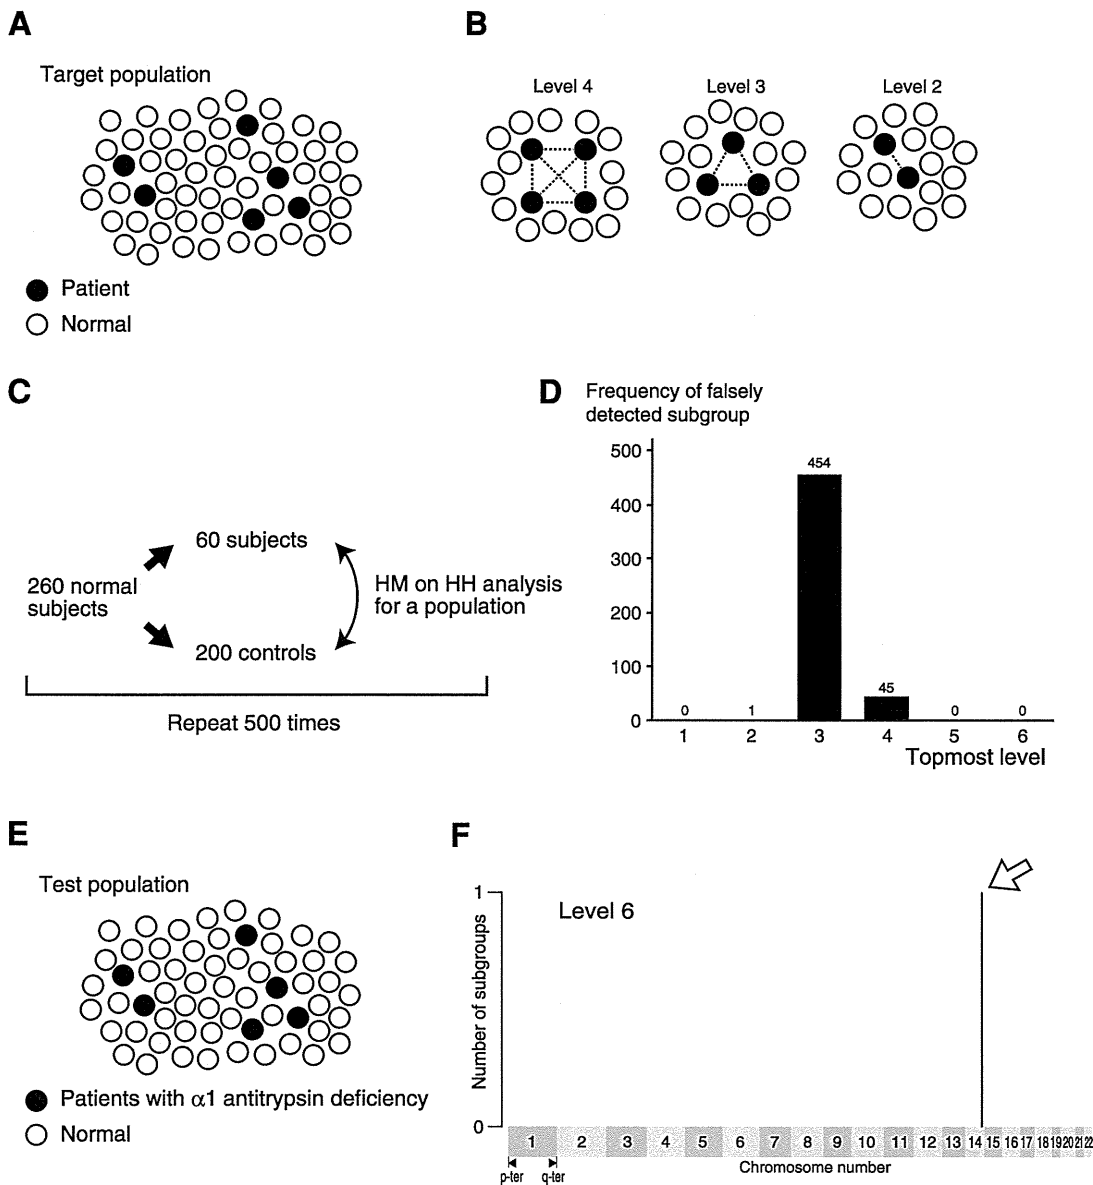 A
Target population
Patient
Normal
B
Level 4
Level 3
Level 2
C
260 normal
subjects
60 subjects
200 controls
HM on HH analysis
for a population
Repeat 500 times
D
Frequency of falsely
detected subgroup
500
400
300
200
100
0
0
1
454
45
0
0
1
2
3
4
5
6
Topmost level
E
Test population
Patients with α1 antitrypsin deficiency
Normal
F
Level 6
Number of subgroups
1
0
1 2 3 4 5 6 7 8 9 10 11 12 13 14 15 16 17 18 19 20 21 22
p-ter
q-ter
Chromosome number